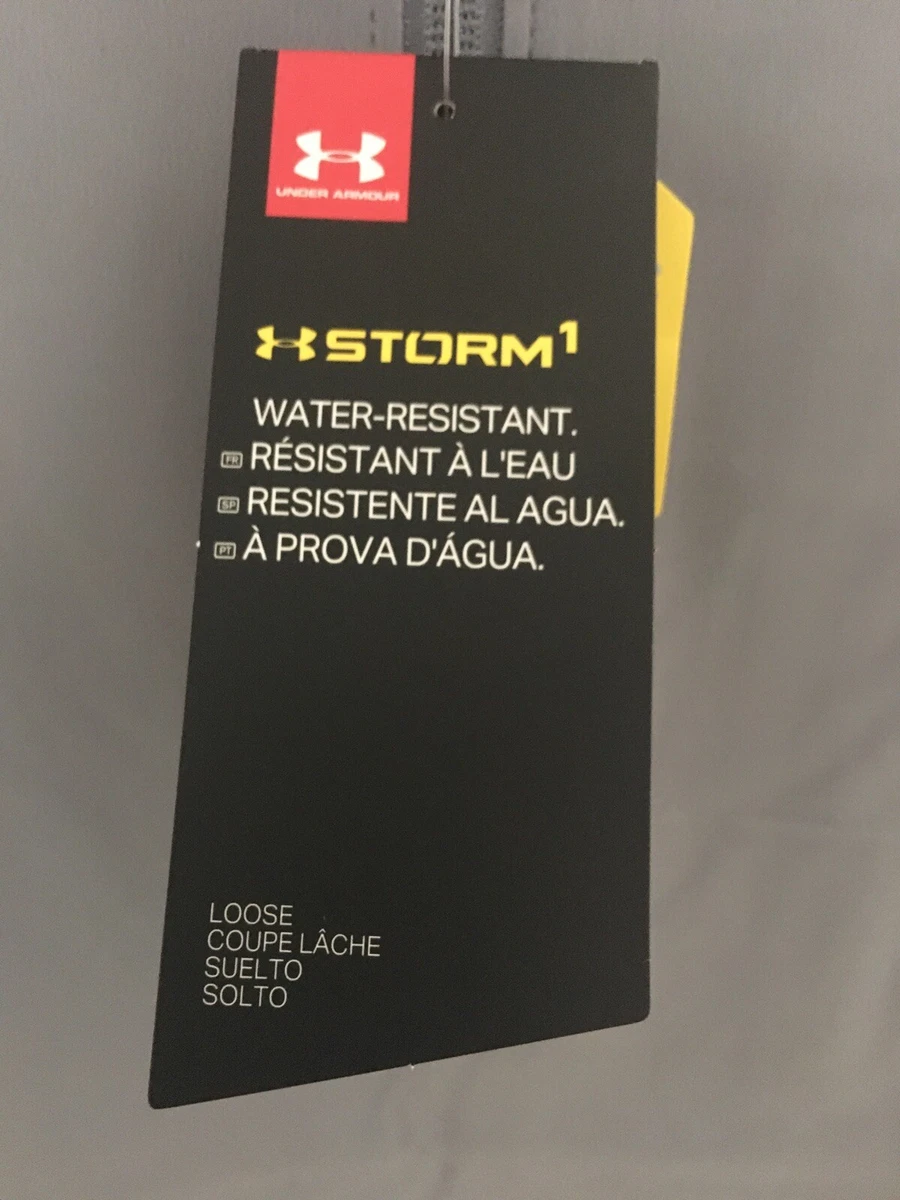 UNDER ARMOUR
STORM1
WATER-RESISTANT.
FR RÉSISTANT À L'EAU
SP RESISTENTE AL AGUA.
PT À PROVA D'ÁGUA.
LOOSE
COUPE LÂCHE
SUELTO
SOLTO